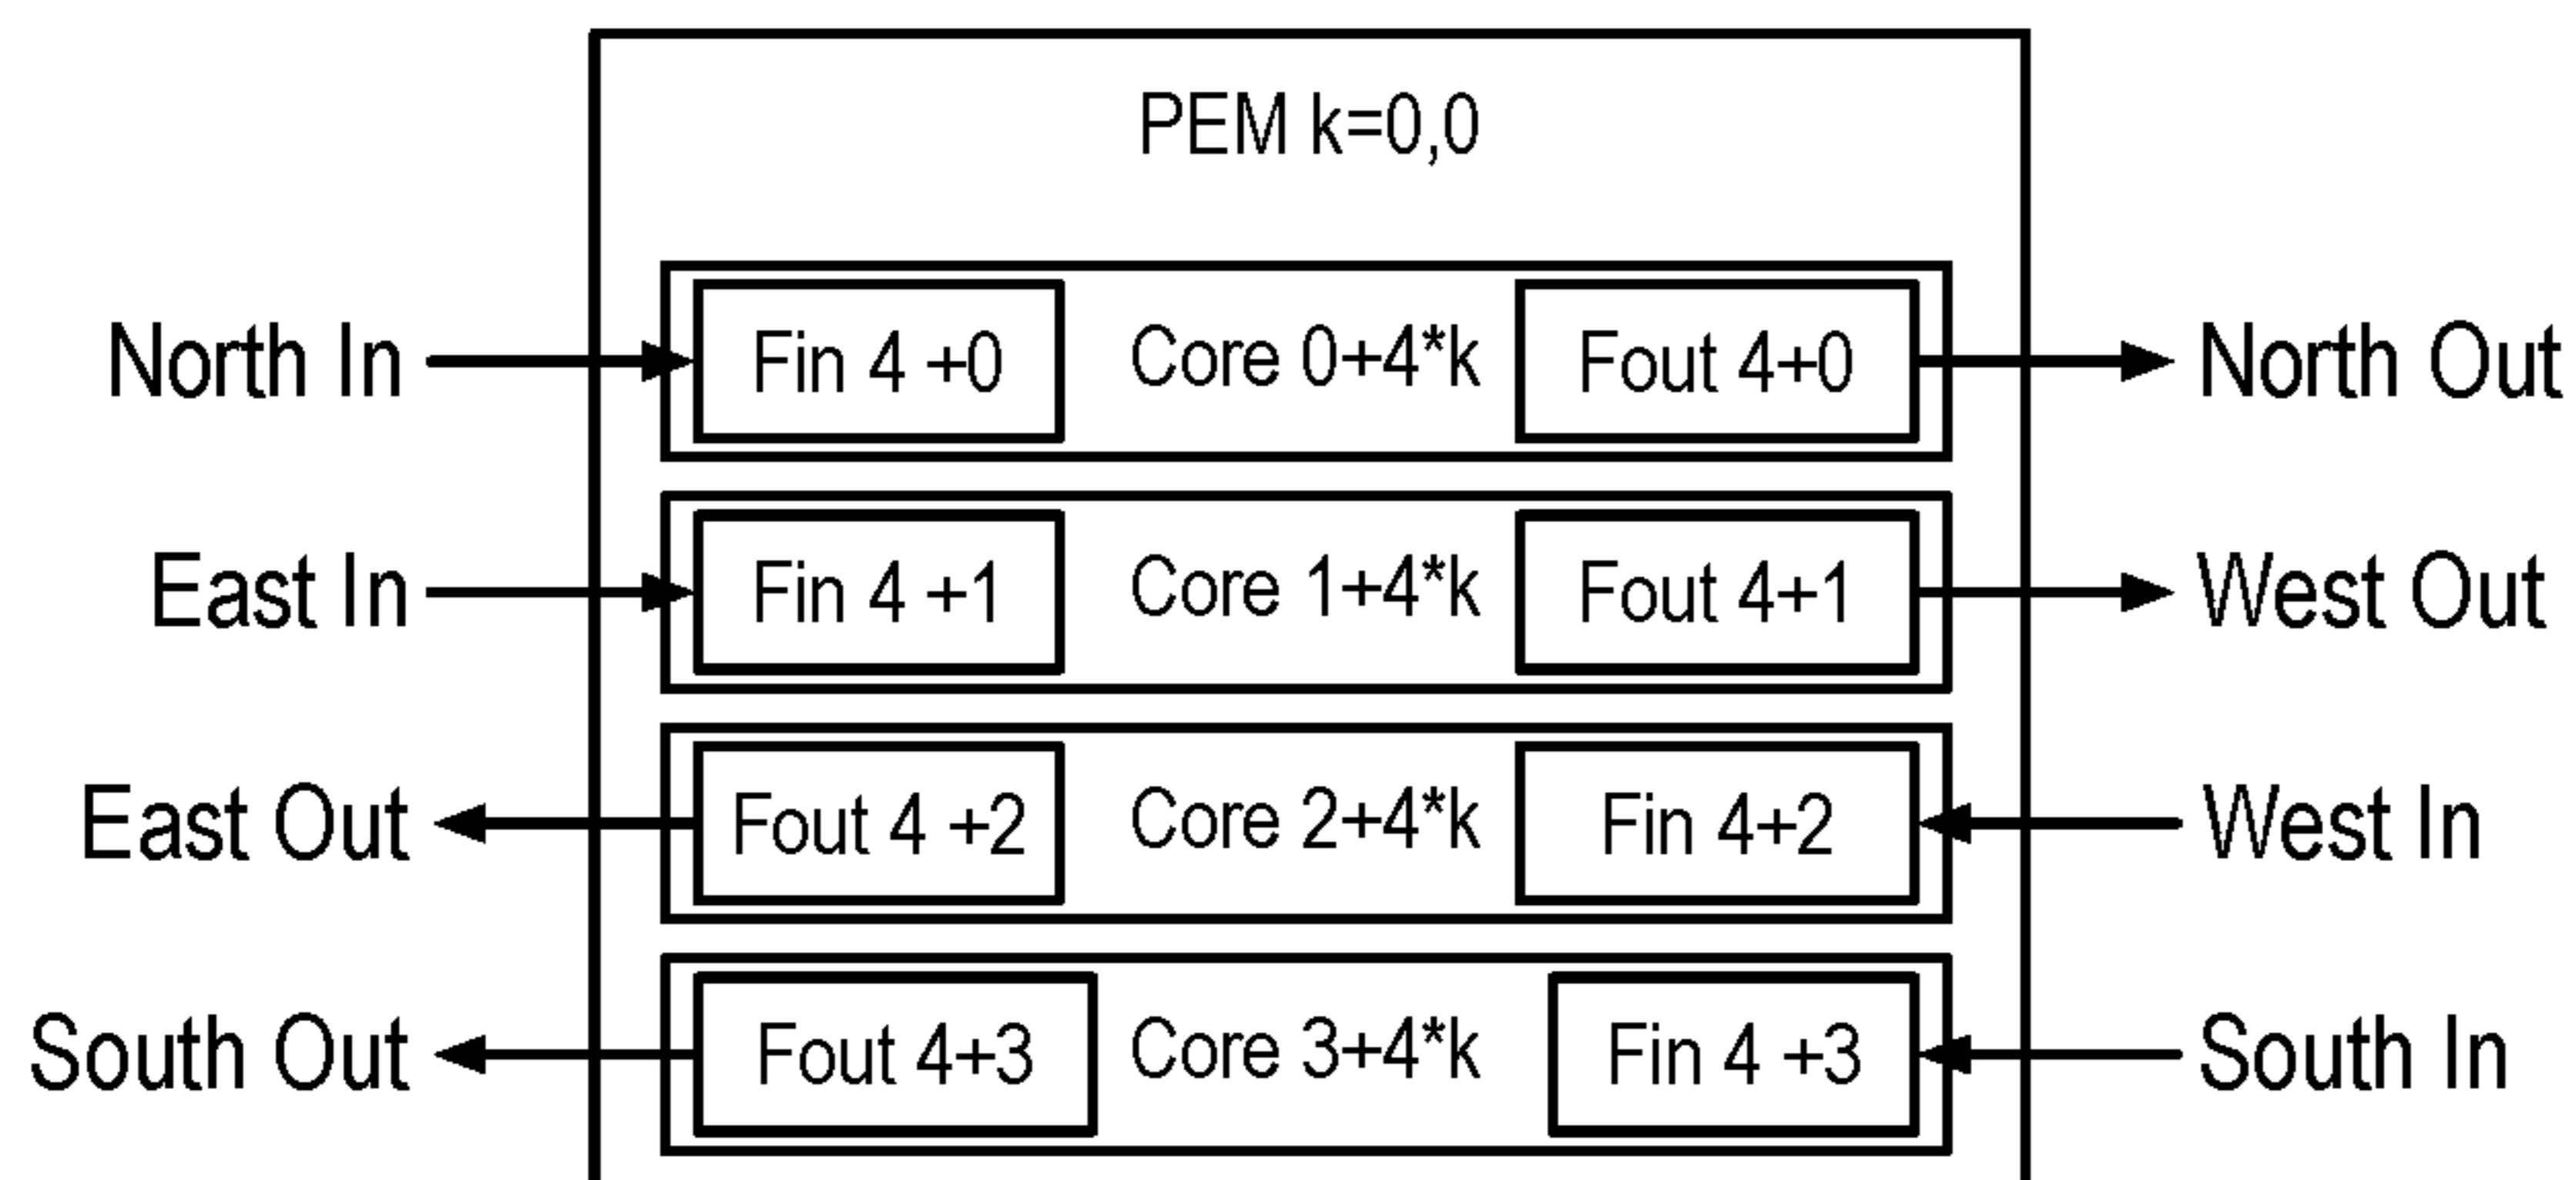 PEM k=0,0
North In Fin 4 +0 Core 0+4*k Fout 4+0 North Out
East In Fin 4 +1 Core 1+4*k Fout 4+1 West Out
East Out Fout 4 +2 Core 2+4*k Fin 4+2 West In
South Out Fout 4+3 Core 3+4*k Fin 4 +3 South In